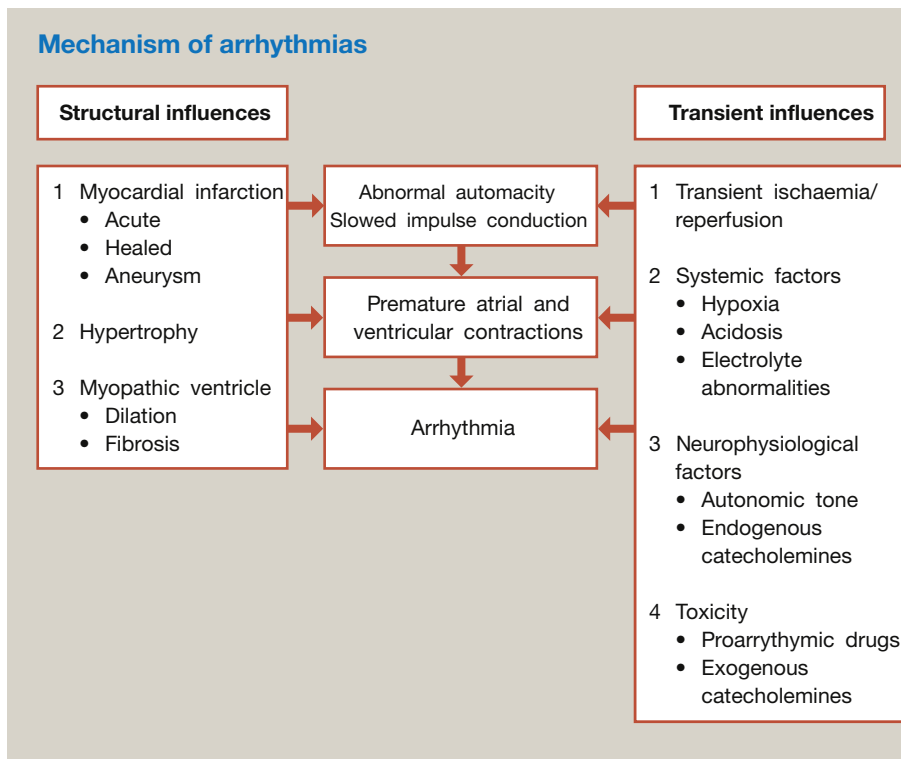 Mechanism of arrhythmias
Structural influences
1 Myocardial infarction
• Acute
• Healed
• Aneurysm
2 Hypertrophy
3 Myopathic ventricle
• Dilation
• Fibrosis
Abnormal automacity
Slowed impulse conduction
Premature atrial and
ventricular contractions
Arrhythmia
Transient influences
1 Transient ischaemia/
reperfusion
2 Systemic factors
• Hypoxia
• Acidosis
• Electrolyte
abnormalities
3 Neurophysiological
factors
• Autonomic tone
• Endogenous
catecholemines
4 Toxicity
• Proarrythymic drugs
• Exogenous
catecholemines